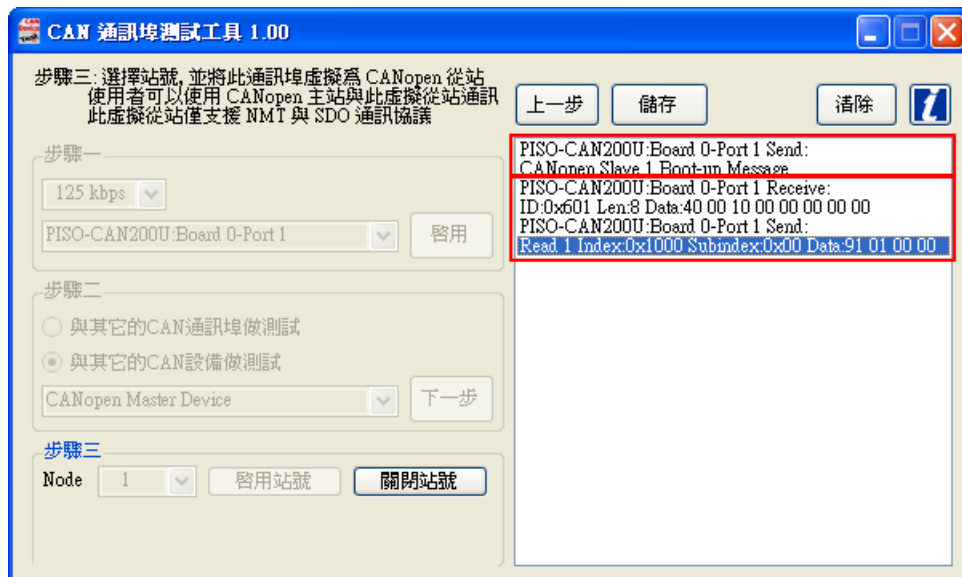 CAN 通訊埠測試工具 1.00
步驟三: 選擇站號, 並將此通訊埠虛擬為 CANopen 從站
使用者可以使用 CANopen 主站與此虛擬從站通訊
此虛擬從站僅支援 NMT 與 SDO 通訊協議
上一步
儲存
清除
步驟一
125 kbps
PISO-CAN200U:Board 0-Port 1
啓用
步驟二
與其它的CAN通訊埠做測試
與其它的CAN設備做測試
CANopen Master Device
下一步
步驟三
Node
1
啓用站號
關閉站號
PISO-CAN200U:Board 0-Port 1 Send:
CANopen Slave 1 Boot-up Message
PISO-CAN200U:Board 0-Port 1 Receive:
ID:0x601 Len:8 Data:40 00 10 00 00 00 00 00
PISO-CAN200U:Board 0-Port 1 Send:
Read 1 Index:0x1000 Subindex:0x00 Data:91 01 00 00